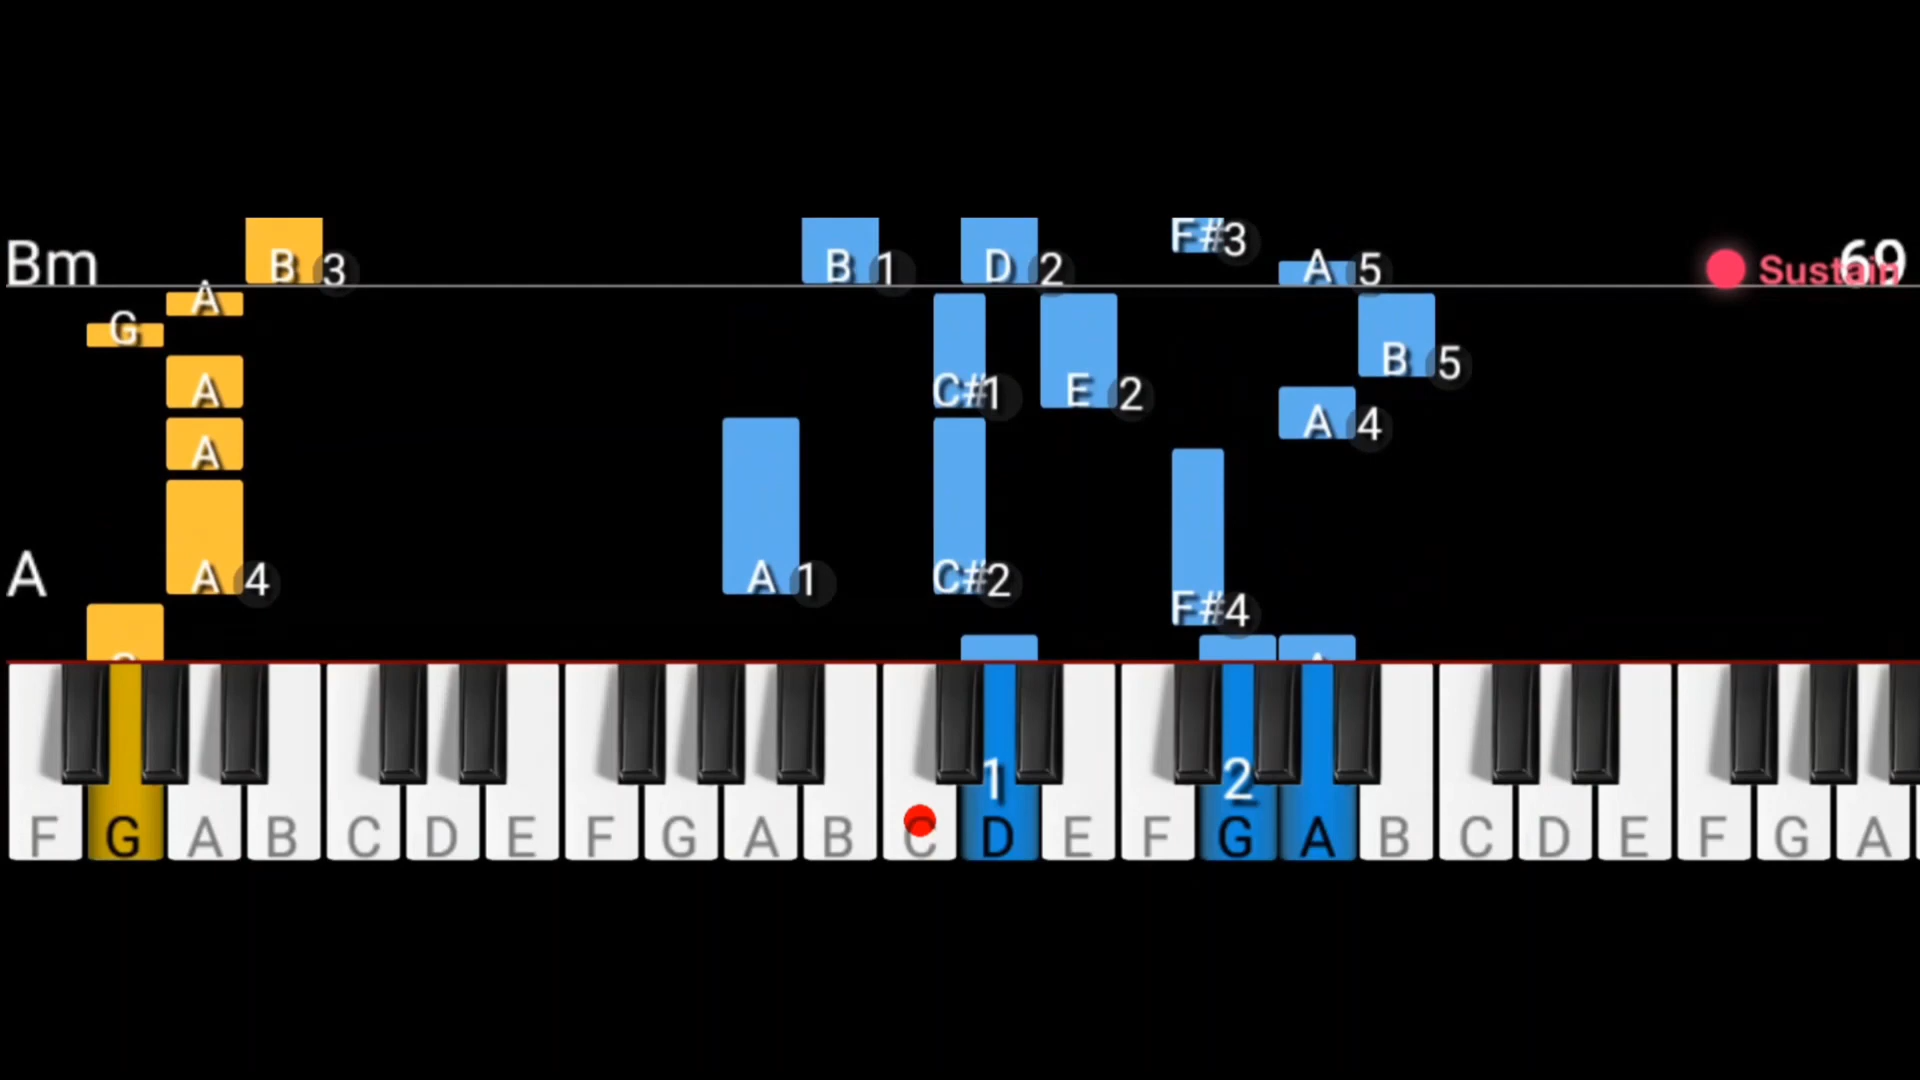 F#3
Bm B 3 B 1 D 2 A 5 Sustain 69
A
G
C#1 E 2 B 5
A
A 4
A
A A 4 A 1 C#2
F#4
1 2
F G A B C D E F G A B C D E F G A B C D E F G A